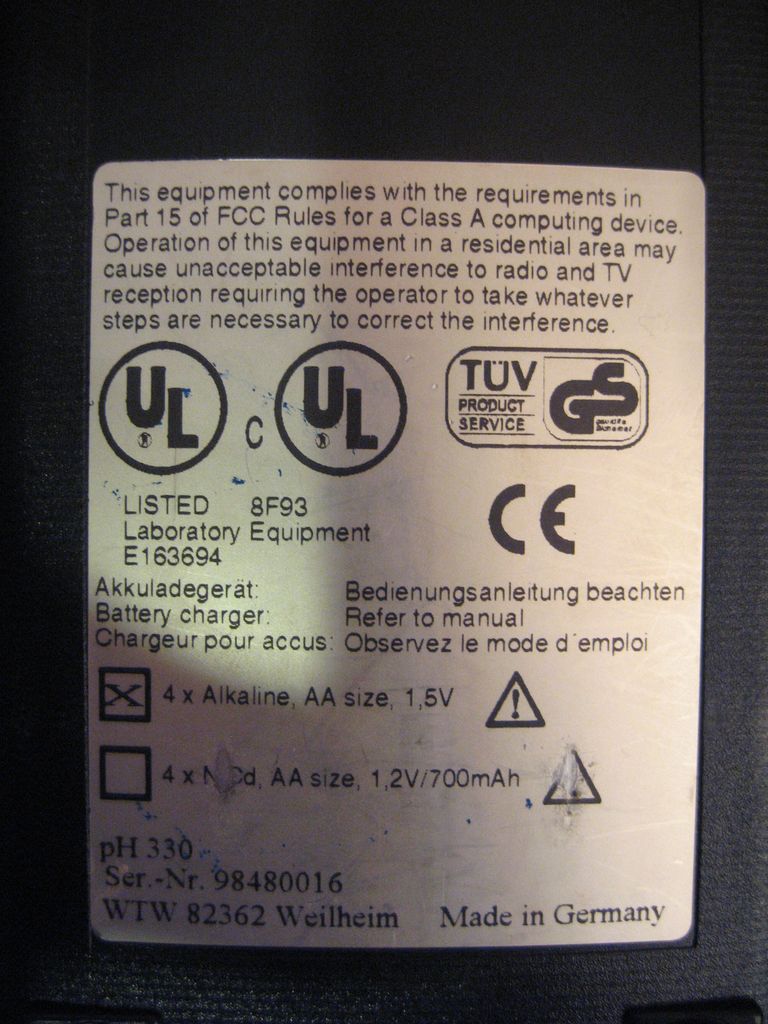 This equipment complies with the requirements in
Part 15 of FCC Rules for a Class A computing device.
Operation of this equipment in a residential area may
cause unacceptable interference to radio and TV
reception requiring the operator to take whatever
steps are necessary to correct the interference.
UL C UL TÜV
PRODUCT
SERVICE
GS
CE
LISTED 8F93
Laboratory Equipment
E163694
Akkuladegerät: Bedienungsanleitung beachten
Battery charger: Refer to manual
Chargeur pour accus: Observez le mode d´emploi
4 x Alkaline, AA size, 1,5V
4 x AA size, 1,2V/700mAh
pH 330
Ser.-Nr. 98480016
WTW 82362 Weilheim Made in Germany